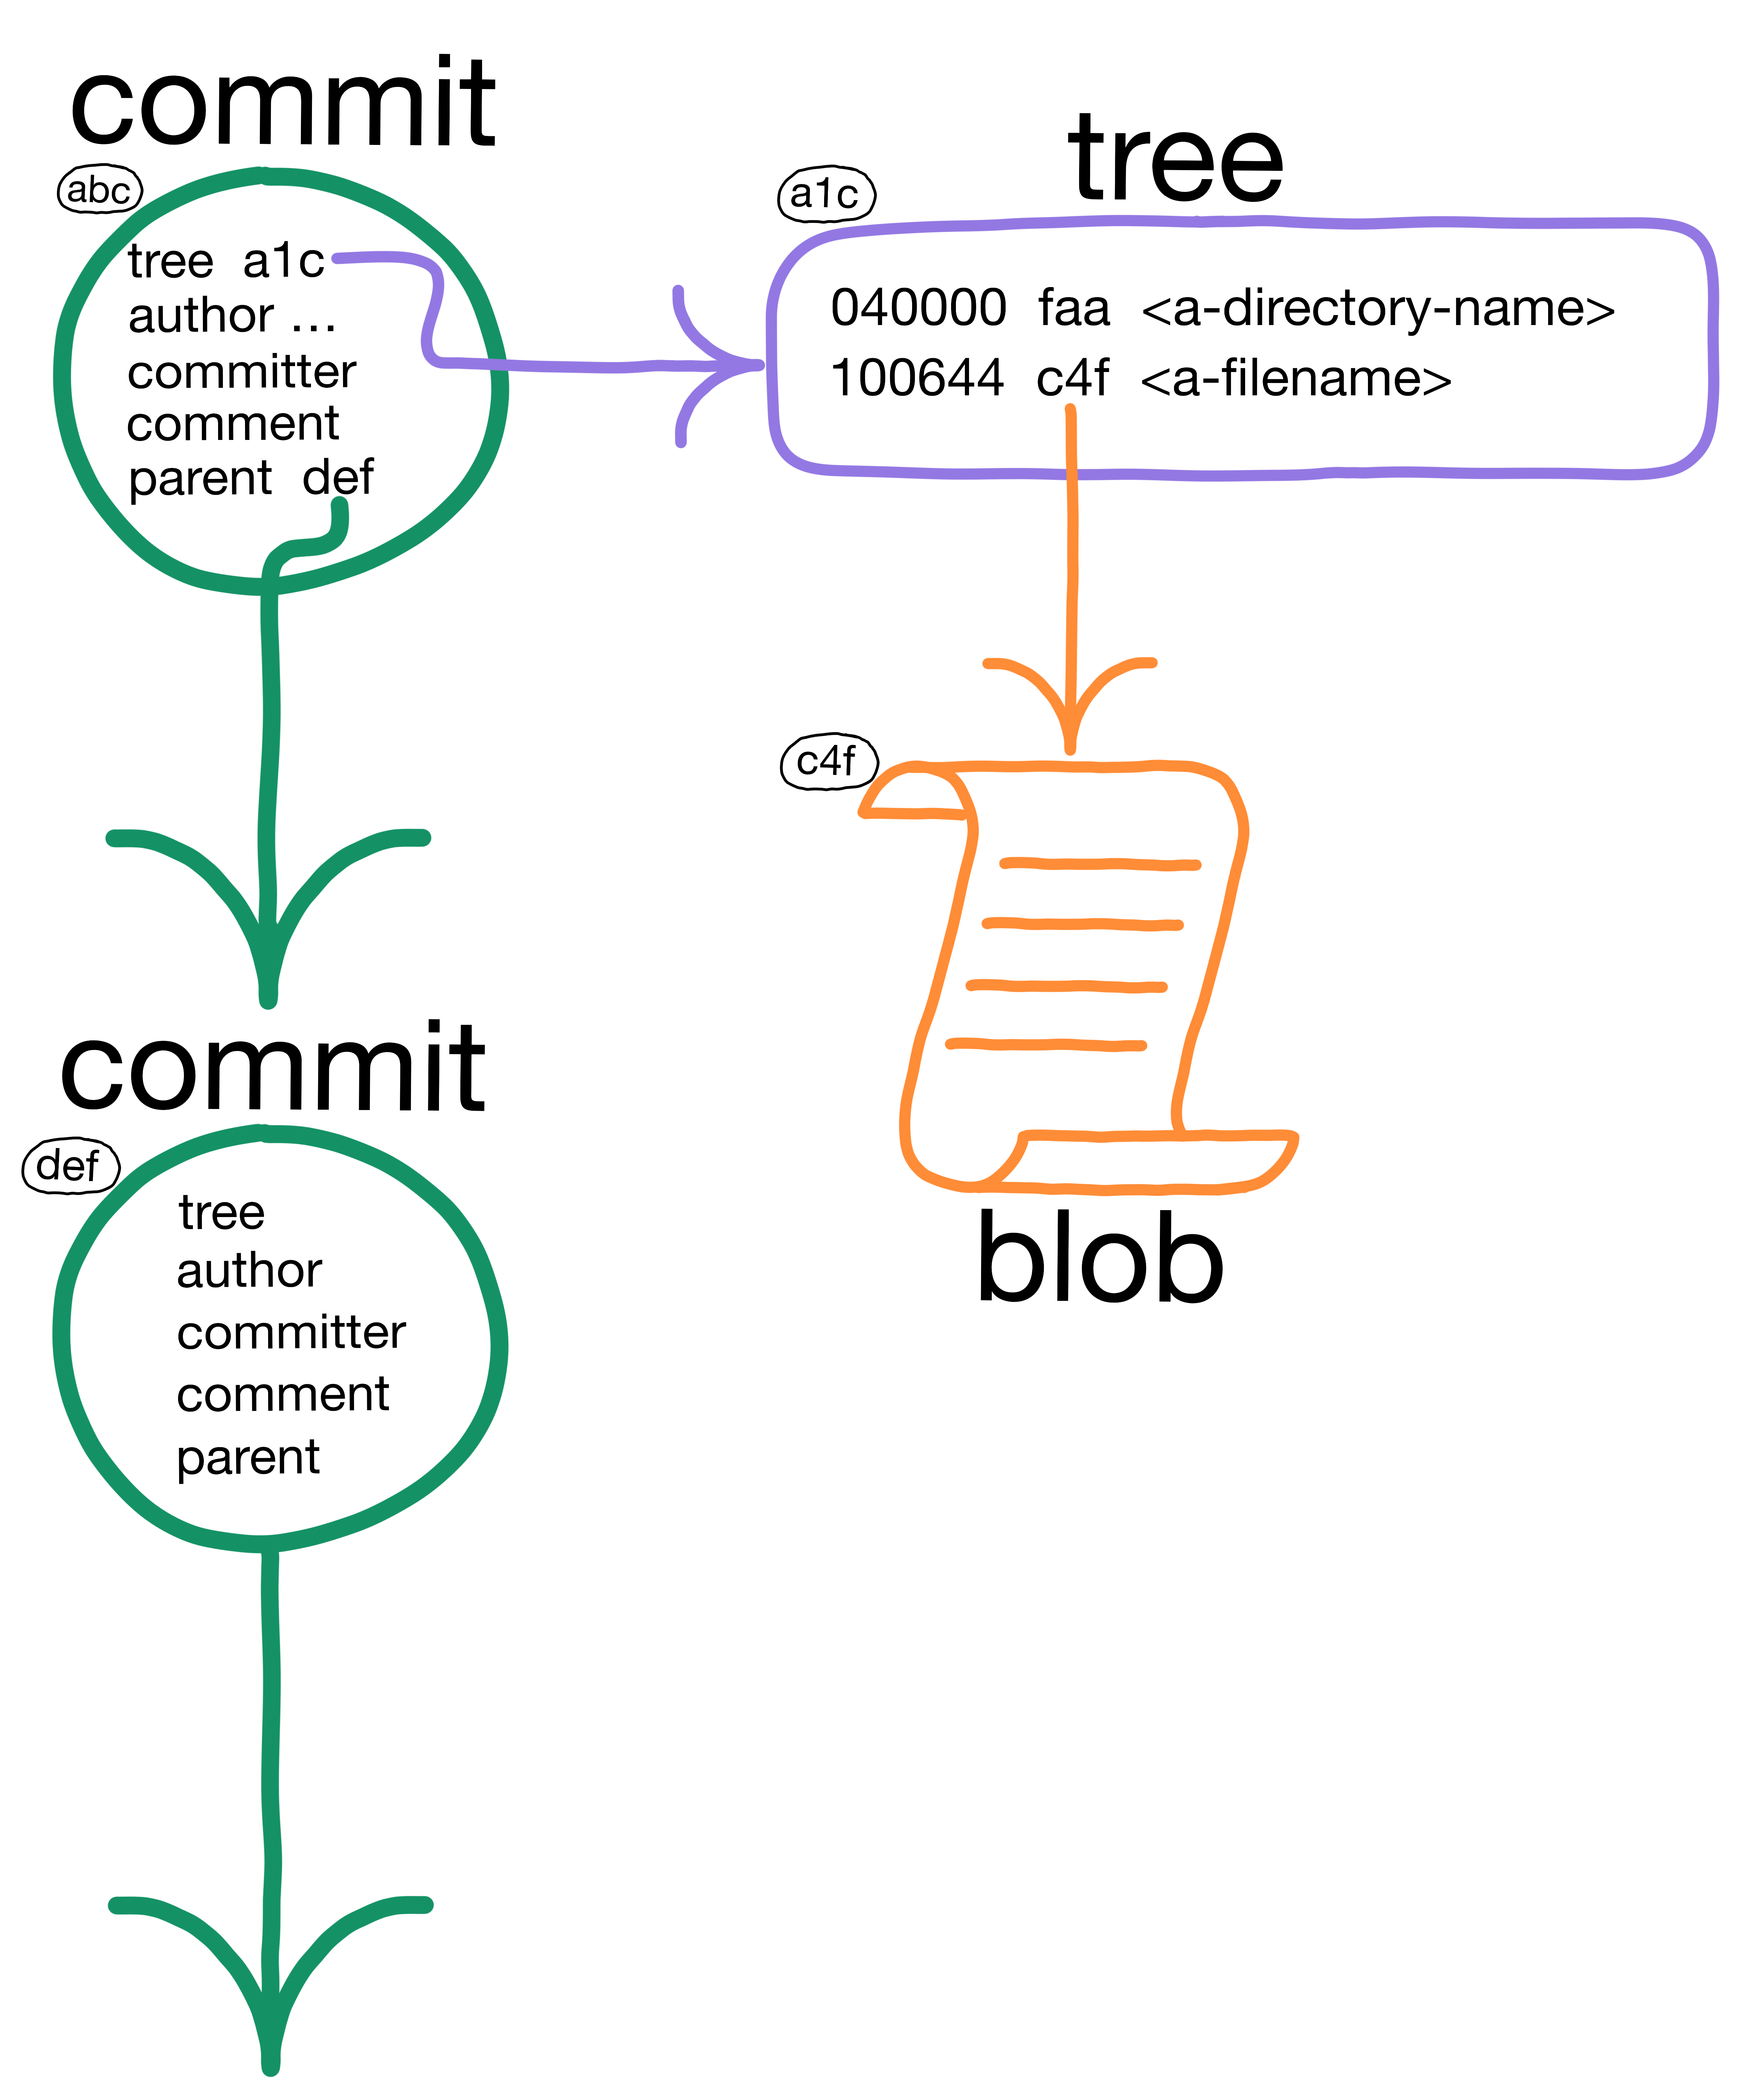 commit
abc
tree a1c
author ...
committer
comment
parent def
tree
a1c
040000 faa <a-directory-name>
100644 c4f <a-filename>
c4f
blob
commit
def
tree
author
committer
comment
parent